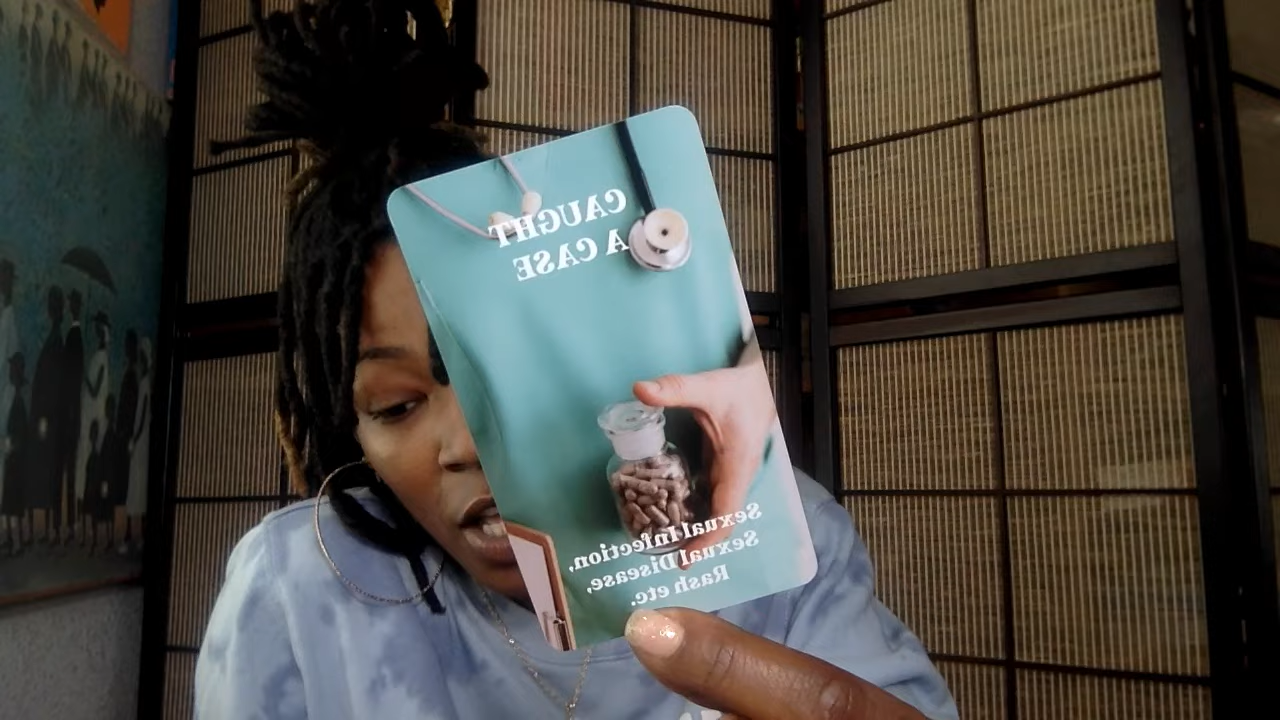 CAUGHT
A CASE
Sexual Infection,
Sexual Disease,
Rash etc.